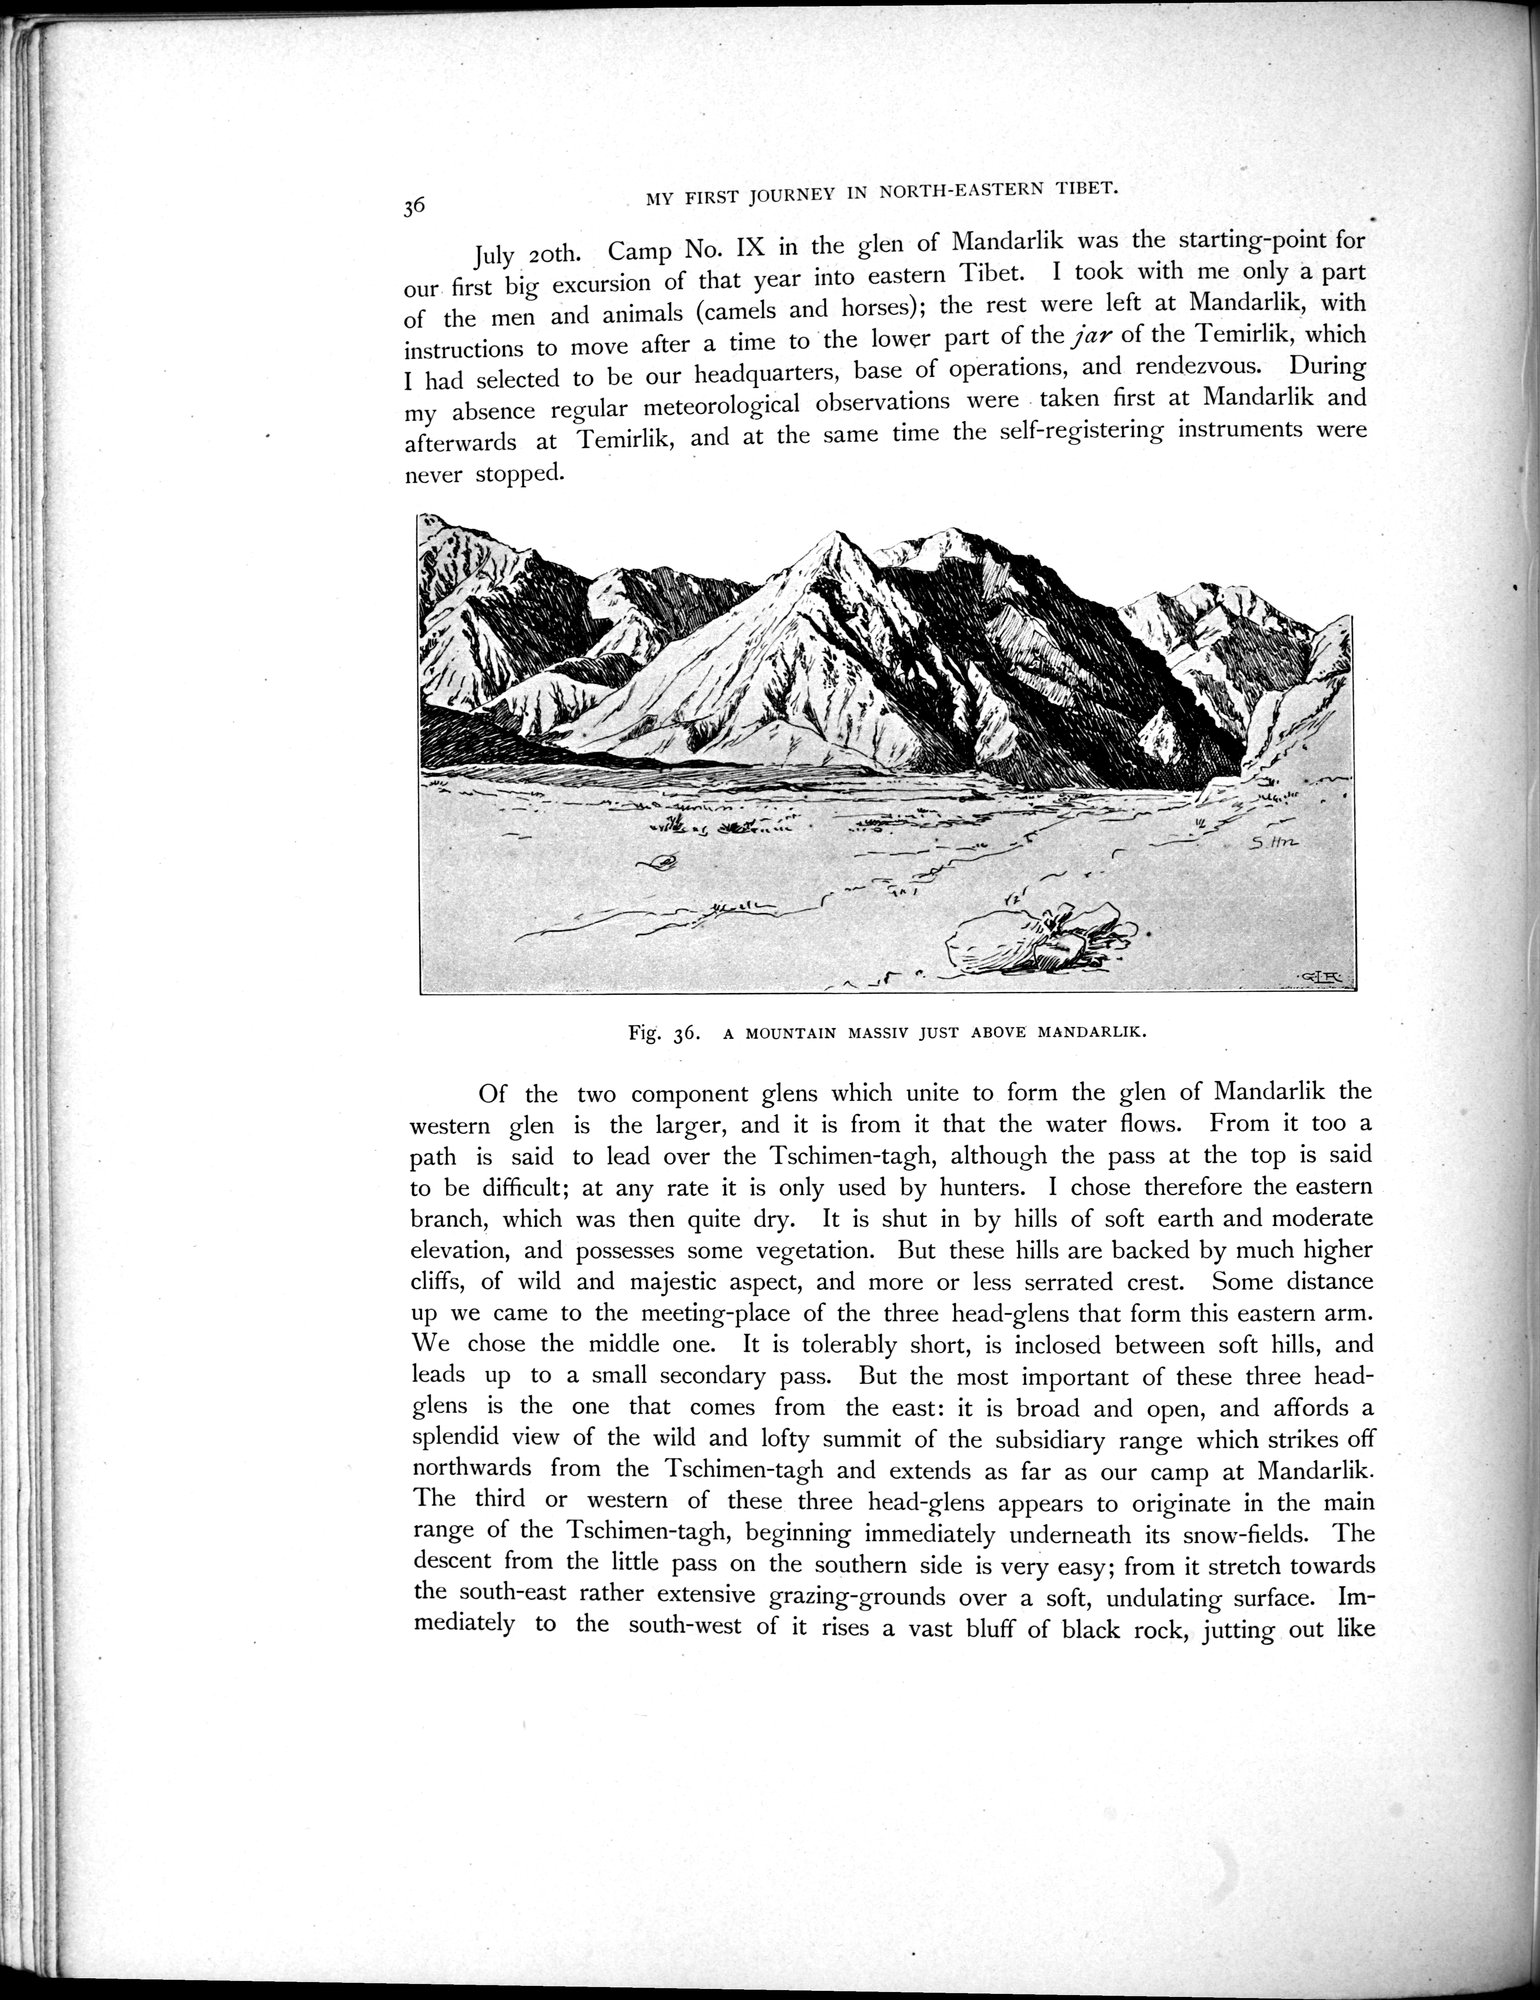 36
MY FIRST JOURNEY IN NORTH-EASTERN TIBET.
July 20th. Camp No. IX in the glen of Mandarlik was the starting-point for
our first big excursion of that year into eastern Tibet. I took with me only a part
of the men and animals (camels and horses); the rest were left at Mandarlik, with
instructions to move after a time to the lower part of the jar of the Temirlik, which
I had selected to be our headquarters, base of operations, and rendezvous. During
my absence regular meteorological observations were taken first at Mandarlik and
afterwards at Temirlik, and at the same time the self-registering instruments were
never stopped.
Fig. 36. A MOUNTAIN MASSIV JUST ABOVE MANDARLIK.
Of the two component glens which unite to form the glen of Mandarlik the
western glen is the larger, and it is from it that the water flows. From it too a
path is said to lead over the Tschimen-tagh, although the pass at the top is said
to be difficult; at any rate it is only used by hunters. I chose therefore the eastern
branch, which was then quite dry. It is shut in by hills of soft earth and moderate
elevation, and possesses some vegetation. But these hills are backed by much higher
cliffs, of wild and majestic aspect, and more or less serrated crest. Some distance
up we came to the meeting-place of the three head-glens that form this eastern arm.
We chose the middle one. It is tolerably short, is inclosed between soft hills, and
leads up to a small secondary pass. But the most important of these three head-
glens is the one that comes from the east: it is broad and open, and affords a
splendid view of the wild and lofty summit of the subsidiary range which strikes off
northwards from the Tschimen-tagh and extends as far as our camp at Mandarlik.
The third or western of these three head-glens appears to originate in the main
range of the Tschimen-tagh, beginning immediately underneath its snow-fields. The
descent from the little pass on the southern side is very easy; from it stretch towards
the south-east rather extensive grazing-grounds over a soft, undulating surface. Im-
mediately to the south-west of it rises a vast bluff of black rock, jutting out like